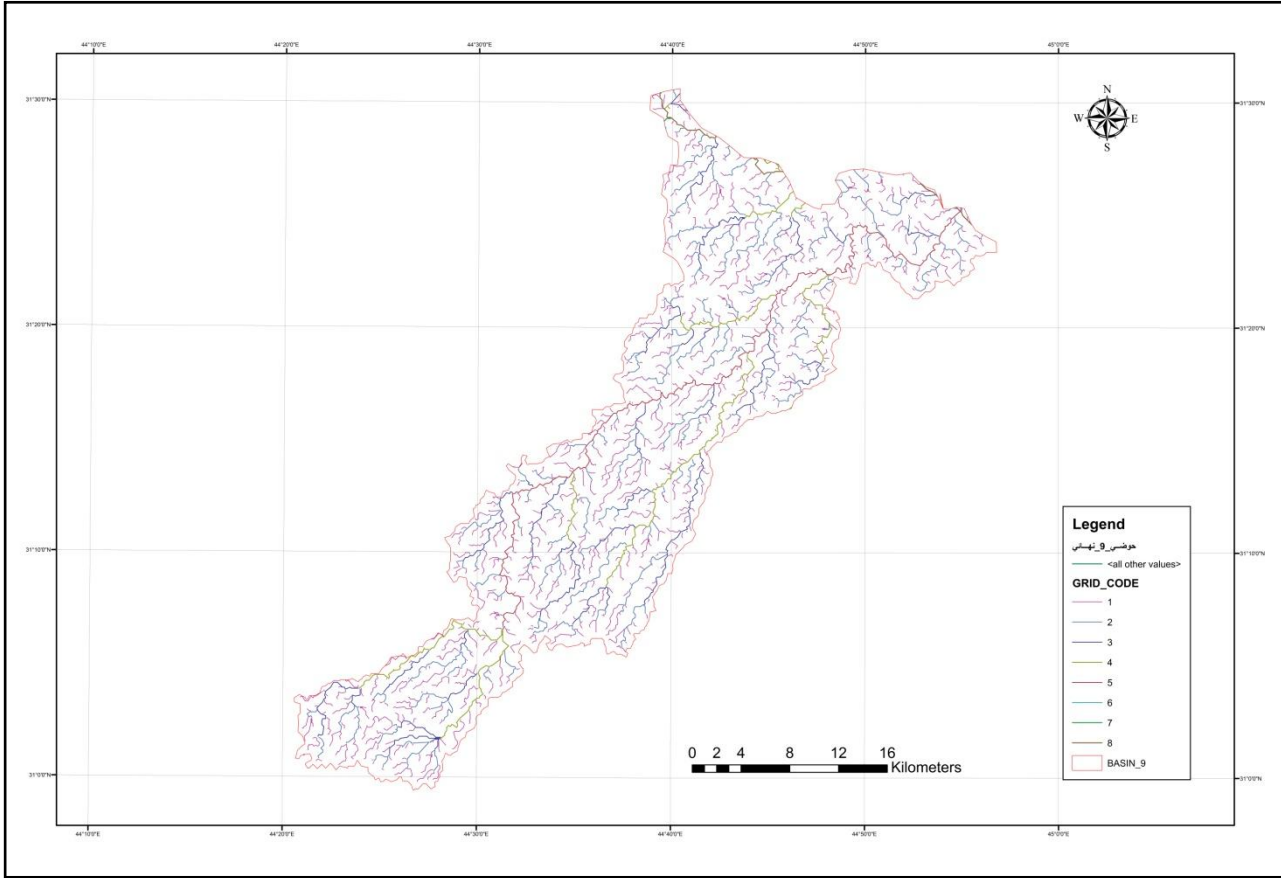 44°10'0"E 44°20'0"E 44°30'0"E 44°40'0"E 44°50'0"E 45°0'0"E
N
W E
S
31°30'0"N 31°30'0"N
31°20'0"N 31°20'0"N
31°10'0"N 31°10'0"N
31°0'0"N 31°0'0"N
Legend
حوضي_9_نهائي
<all other values>
GRID_CODE
1
2
3
4
5
6
7
8
BASIN_9
0 2 4 8 12 16
Kilometers
44°10'0"E 44°20'0"E 44°30'0"E 44°40'0"E 44°50'0"E 45°0'0"E